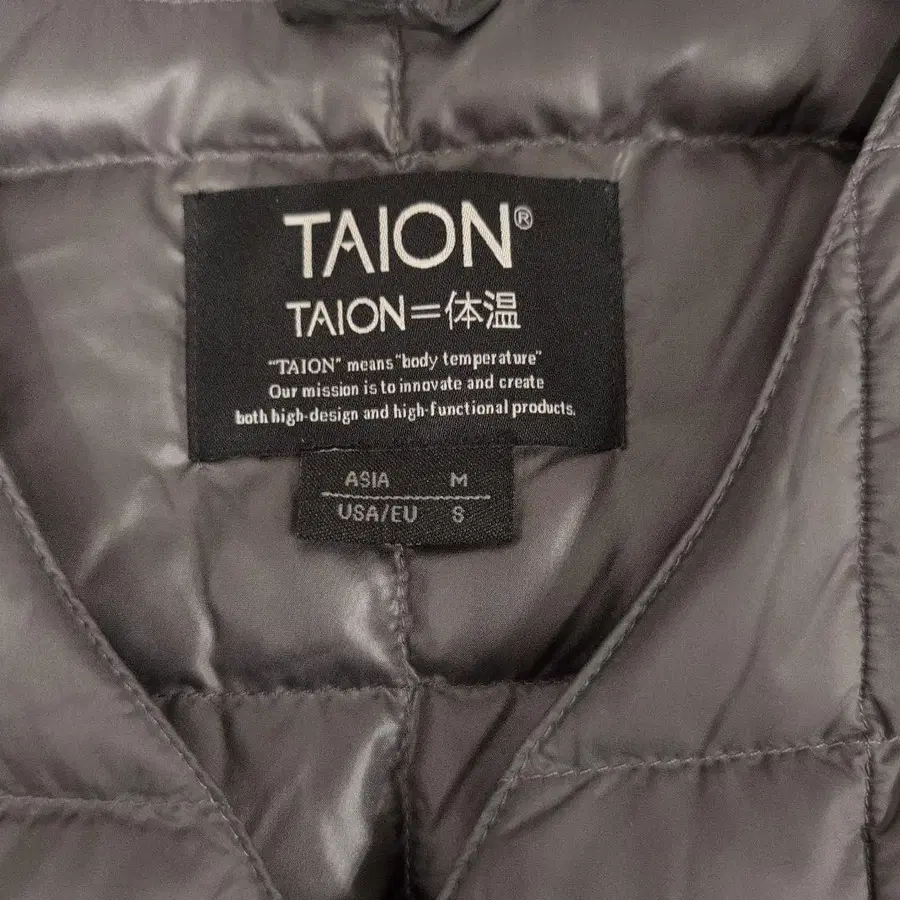 TAION®
TAION=体温
"TAION" means "body temperature"
Our mission is to innovate and create
both high-design and high-functional products.
ASIA M
USA/EU S